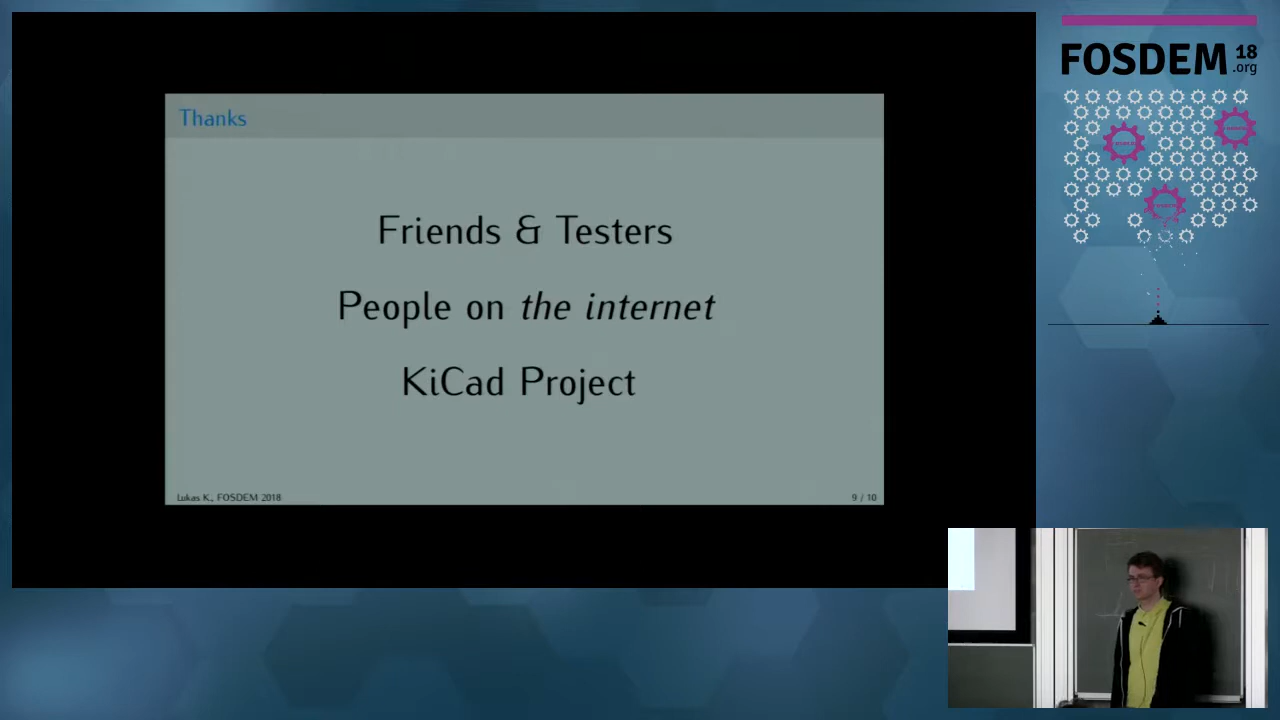 Thanks
Friends & Testers
People on the internet
KiCad Project
Lukas K., FOSDEM 2018
9 / 10
FOSDEM 18
.org